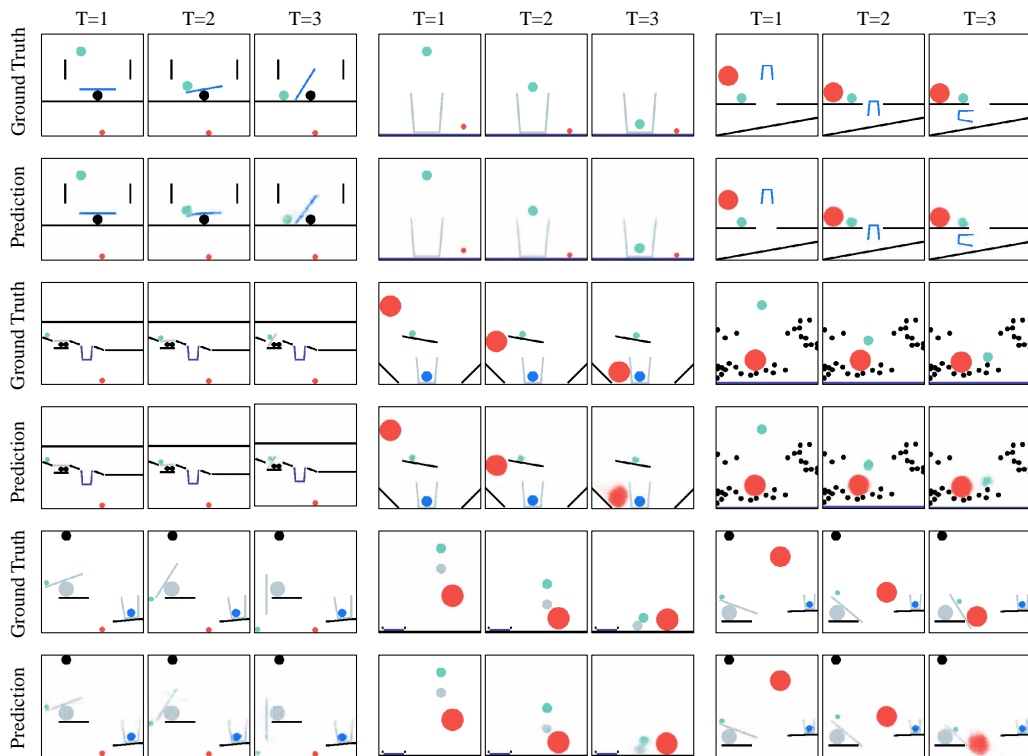 T=1 T=2 T=3 T=1 T=2 T=3 T=1 T=2 T=3
Ground Truth
Prediction
Ground Truth
Prediction
Ground Truth
Prediction